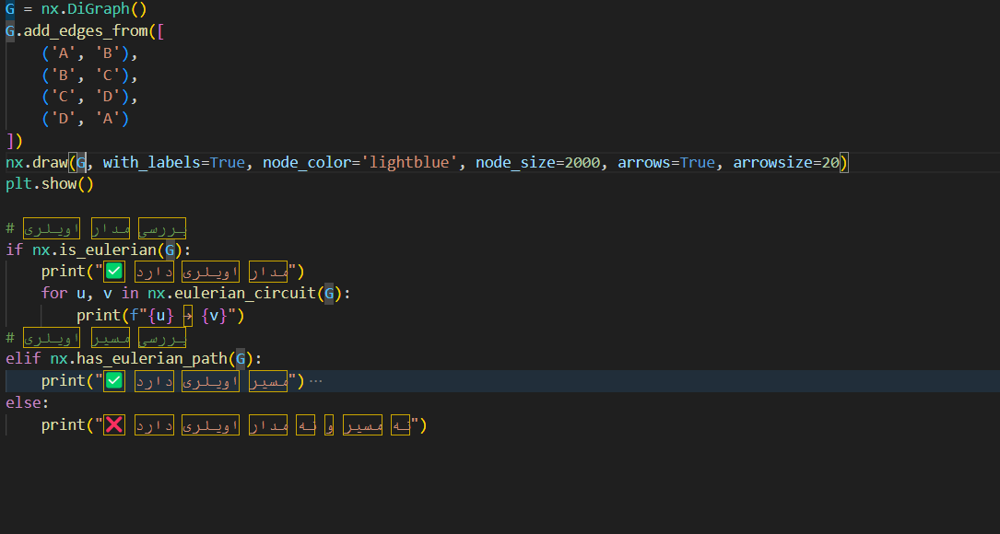 G = nx.DiGraph()
G.add_edges_from([
    ('A', 'B'),
    ('B', 'C'),
    ('C', 'D'),
    ('D', 'A')
])
nx.draw(G, with_labels=True, node_color='lightblue', node_size=2000, arrows=True, arrowsize=20)
plt.show()
# بررسی مدار اویلری
if nx.is_eulerian(G):
    print("✅ مدار اویلری دارد")
    for u, v in nx.eulerian_circuit(G):
        print(f"{u} → {v}")
# بررسی مسیر اویلری
elif nx.has_eulerian_path(G):
    print("✅ مسیر اویلری دارد") ⋯
else:
    print("❌ نه مسیر و نه مدار اویلری دارد")